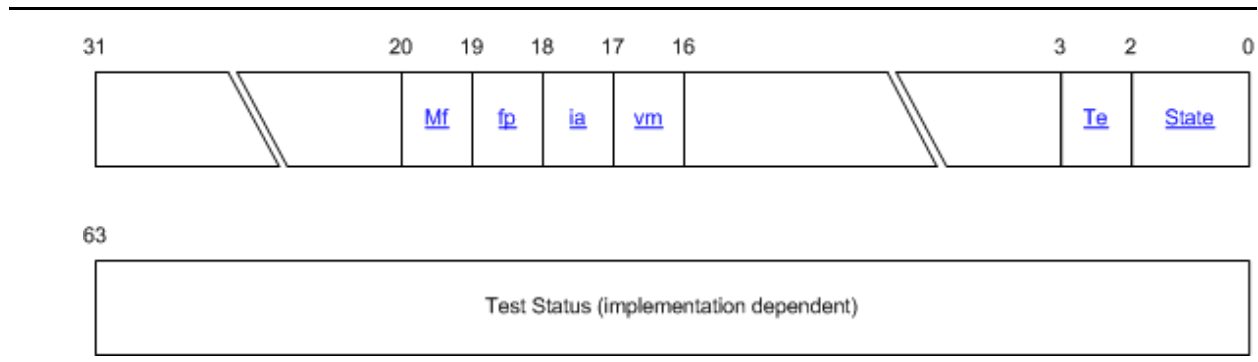 31 20 19 18 17 16 3 2 0
Mf fp ia vm Te State
63
Test Status (implementation dependent)